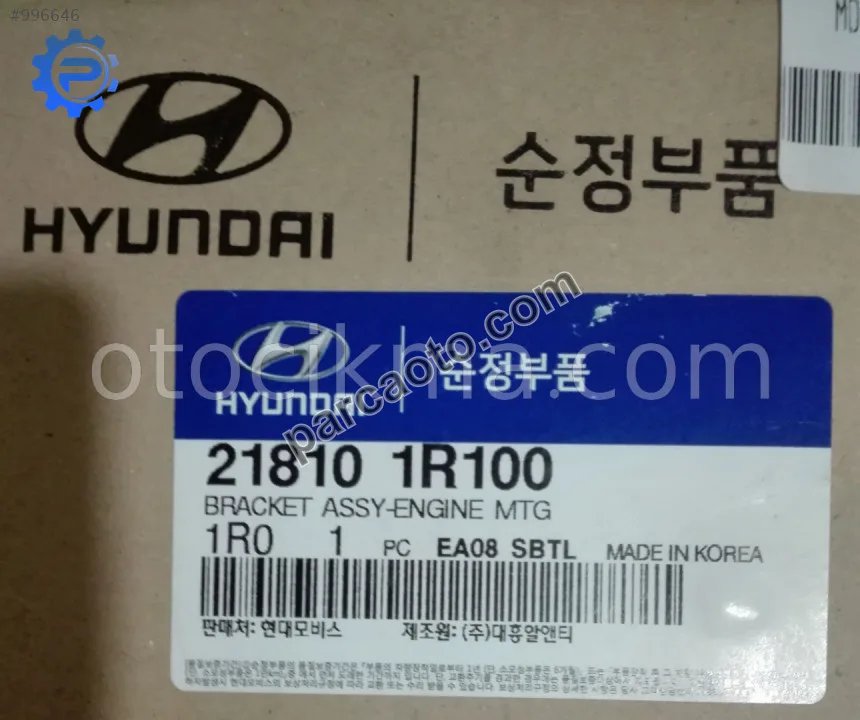 #996646
MO
HYUNDAI
순정부품
HYUNDAI
순정부품
parcaoto.com
otocikma.com
21810 1R100
BRACKET ASSY-ENGINE MTG
1R0 1 PC EA08 SBTL MADE IN KOREA
판매처: 현대모비스 제조원: (주)대흥알앤티